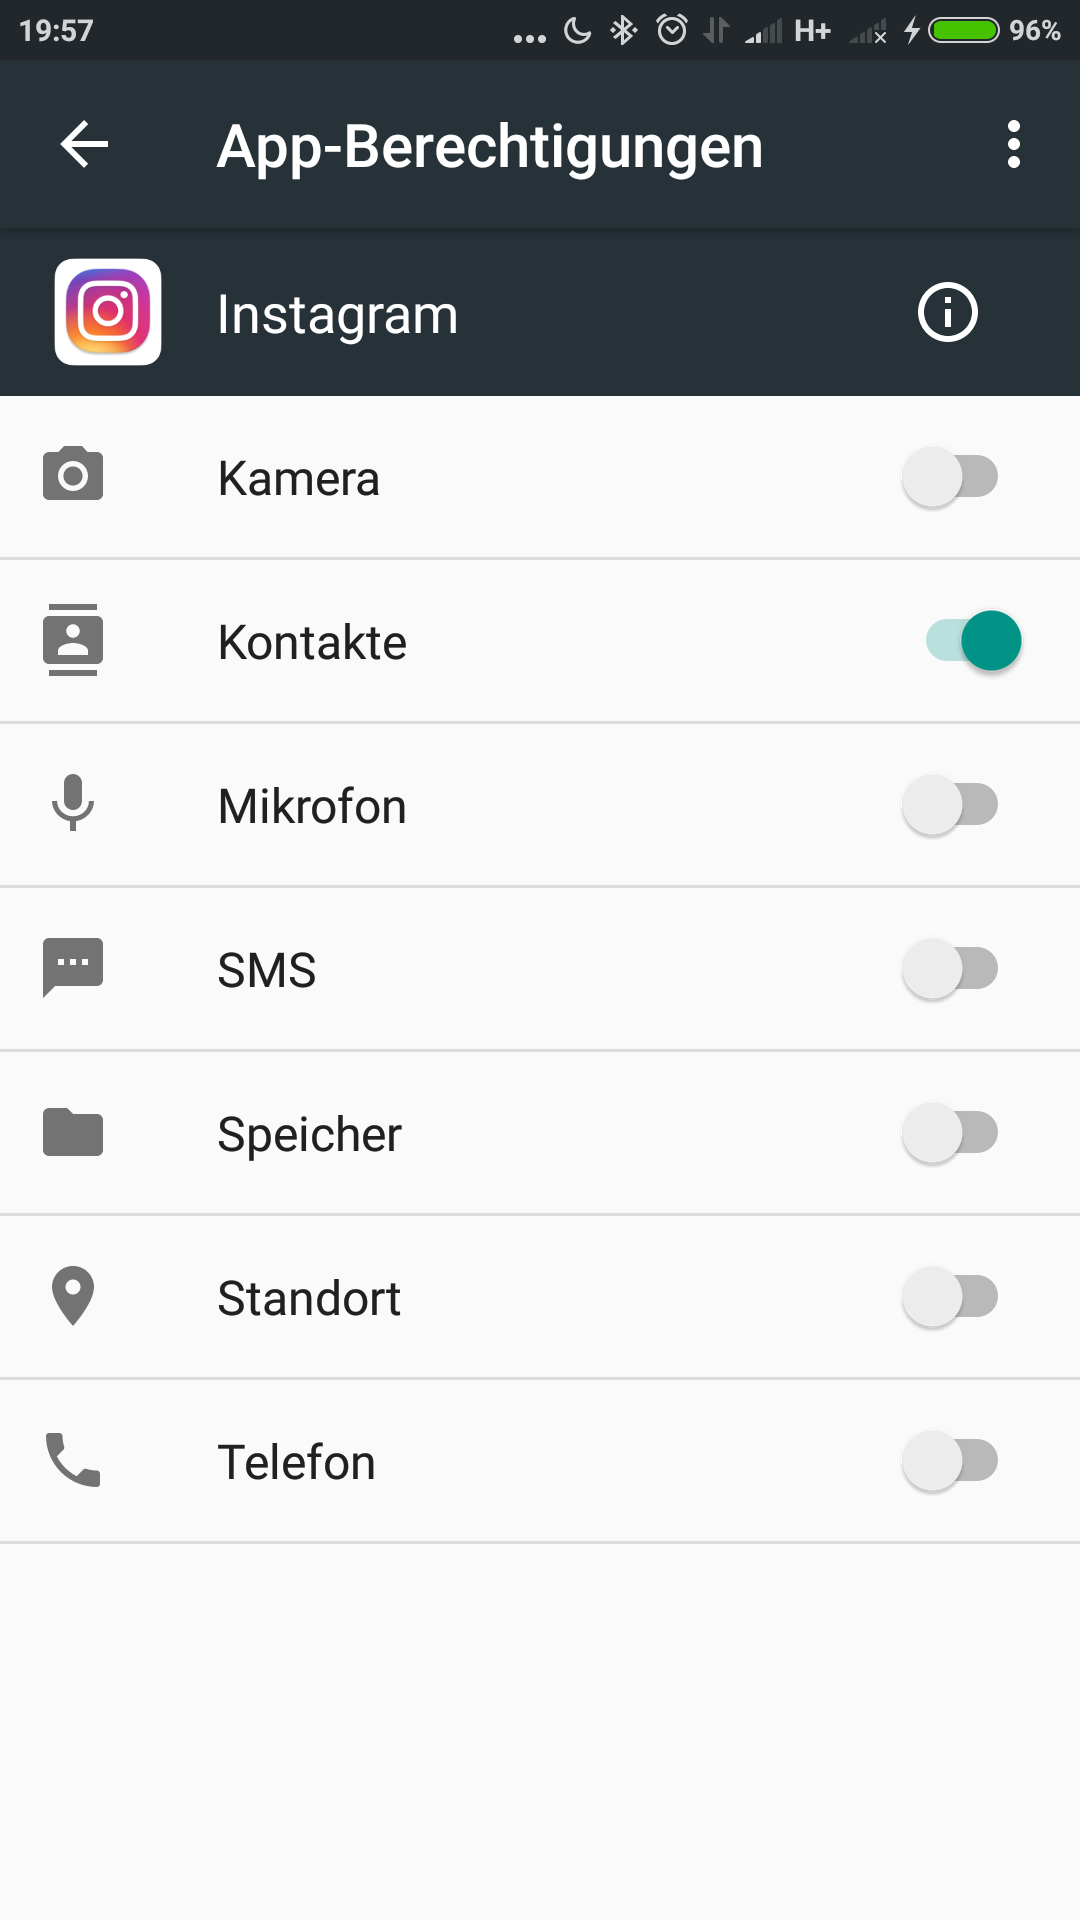 19:57 H+ 96%
App-Berechtigungen
Instagram
Kamera
Kontakte
Mikrofon
SMS
Speicher
Standort
Telefon